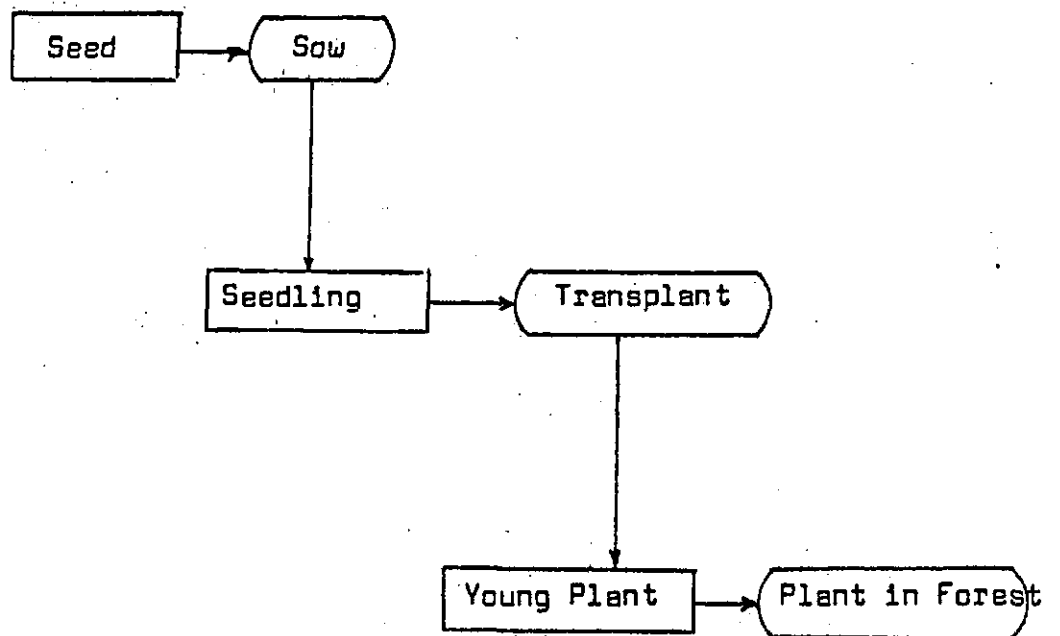 Seed
Sow
Seedling
Transplant
Young Plant
Plant in Forest